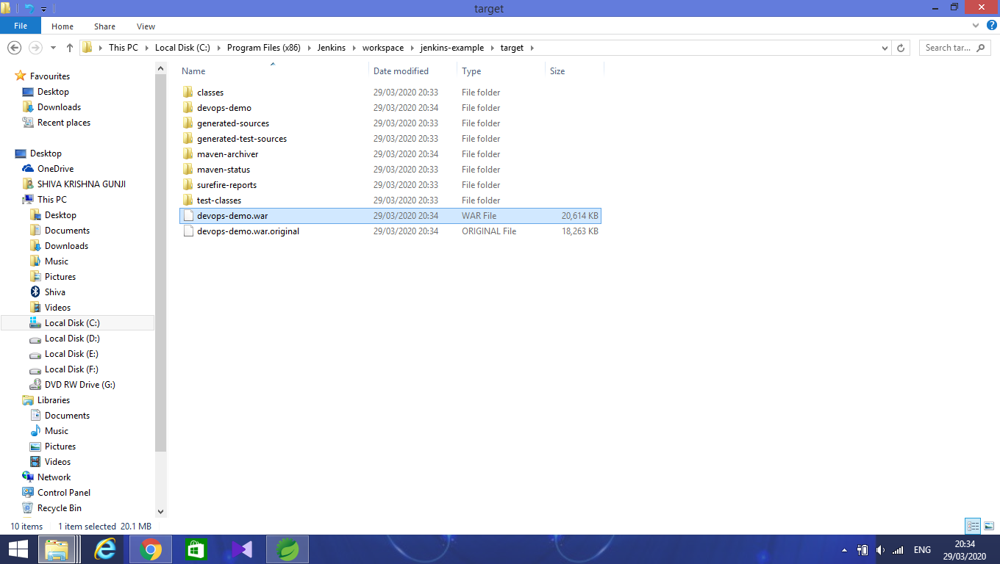 target
File Home Share View
This PC Local Disk (C:) Program Files (x86) Jenkins workspace jenkins-example target
Search tar...
Name Date modified Type Size
Favourites
Desktop
Downloads
Recent places
Desktop
OneDrive
SHIVA KRISHNA GUNJI
This PC
Desktop
Documents
Downloads
Music
Pictures
Shiva
Videos
Local Disk (C:)
Local Disk (D:)
Local Disk (E:)
Local Disk (F:)
DVD RW Drive (G:)
Libraries
Documents
Music
Pictures
Videos
Network
Control Panel
Recycle Bin
classes 29/03/2020 20:33 File folder
devops-demo 29/03/2020 20:34 File folder
generated-sources 29/03/2020 20:33 File folder
generated-test-sources 29/03/2020 20:33 File folder
maven-archiver 29/03/2020 20:34 File folder
maven-status 29/03/2020 20:33 File folder
surefire-reports 29/03/2020 20:33 File folder
test-classes 29/03/2020 20:33 File folder
devops-demo.war 29/03/2020 20:34 WAR File 20,614 KB
devops-demo.war.original 29/03/2020 20:34 ORIGINAL File 18,263 KB
10 items 1 item selected 20.1 MB
ENG
20:34
29/03/2020